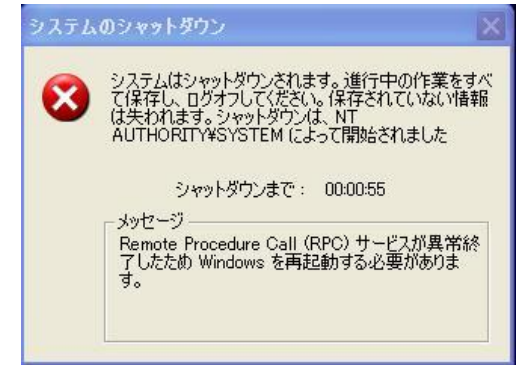 システムのシャットダウン
システムはシャットダウンされます。進行中の作業をすべ
て保存し、ログオフしてください。保存されていない情報
は失われます。シャットダウンは、NT
AUTHORITY¥SYSTEM によって開始されました
シャットダウンまで： 00:00:55
メッセージ
Remote Procedure Call (RPC) サービスが異常終
了したため Windows を再起動する必要がありま
す。